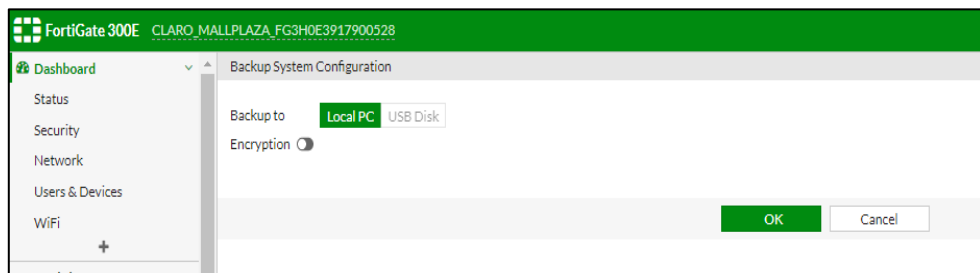 FortiGate 300E CLARO_MALLPLAZA_FG3H0E3917900528
Dashboard
Status
Security
Network
Users & Devices
WiFi
+
Backup System Configuration
Backup to Local PC USB Disk
Encryption
OK Cancel